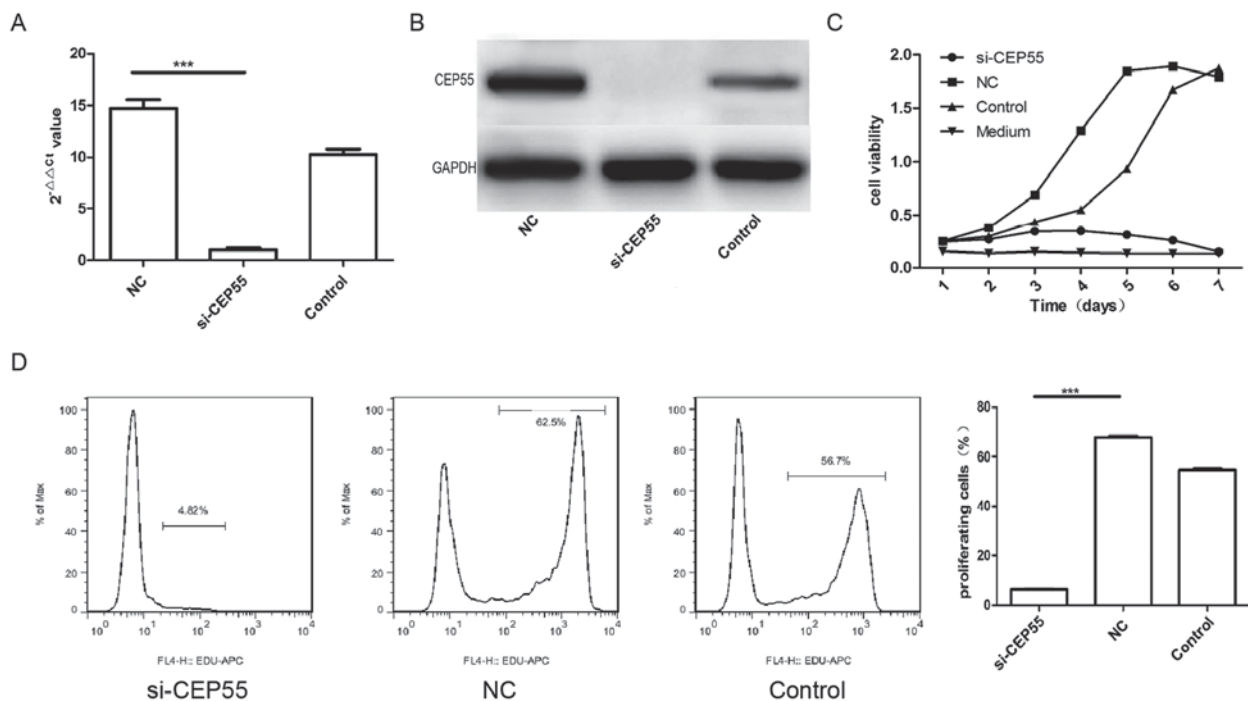 A
2-△△Ct value
20
15
10
5
0
***
NC
si-CEP55
Control
B
CEP55
GAPDH
NC
si-CEP55
Control
C
cell viability
2.0
1.5
1.0
0.5
0.0
si-CEP55
NC
Control
Medium
1 2 3 4 5 6 7
Time (days)
D
% of Max
100
80
60
40
20
0
4.82%
10^0 10^1 10^2 10^3 10^4
FL4-H:: EDU-APC
si-CEP55
% of Max
100
80
60
40
20
0
62.5%
10^0 10^1 10^2 10^3 10^4
FL4-H:: EDU-APC
NC
% of Max
100
80
60
40
20
0
56.7%
10^0 10^1 10^2 10^3 10^4
FL4-H:: EDU-APC
Control
proliferating cells (%)
80
60
40
20
0
***
si-CEP55
NC
Control